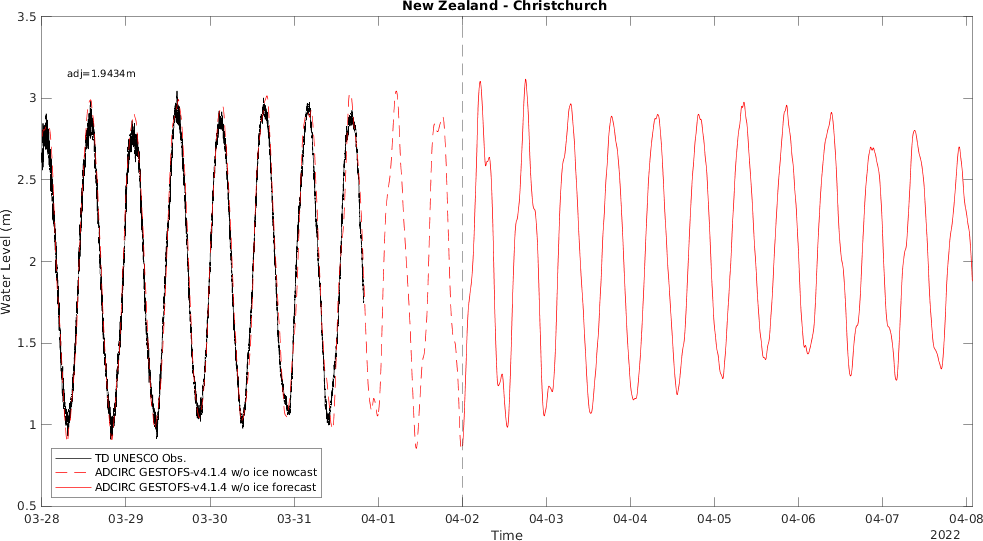 New Zealand - Christchurch
adj=1.9434m
Water Level (m)
3.5
3
2.5
2
1.5
1
0.5
TD UNESCO Obs.
ADCIRC GESTOFS-v4.1.4 w/o ice nowcast
ADCIRC GESTOFS-v4.1.4 w/o ice forecast
03-28 03-29 03-30 03-31 04-01 04-02 04-03 04-04 04-05 04-06 04-07 04-08
Time
2022